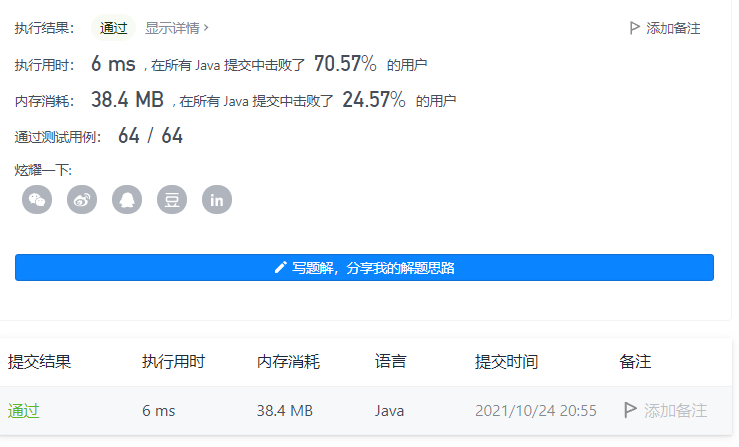 执行结果： 通过 显示详情 › 添加备注
执行用时： 6 ms , 在所有 Java 提交中击败了 70.57% 的用户
内存消耗： 38.4 MB , 在所有 Java 提交中击败了 24.57% 的用户
通过测试用例： 64 / 64
炫耀一下:
豆 in
写题解，分享我的解题思路
提交结果 执行用时 内存消耗 语言 提交时间 备注
通过 6 ms 38.4 MB Java 2021/10/24 20:55 添加备注